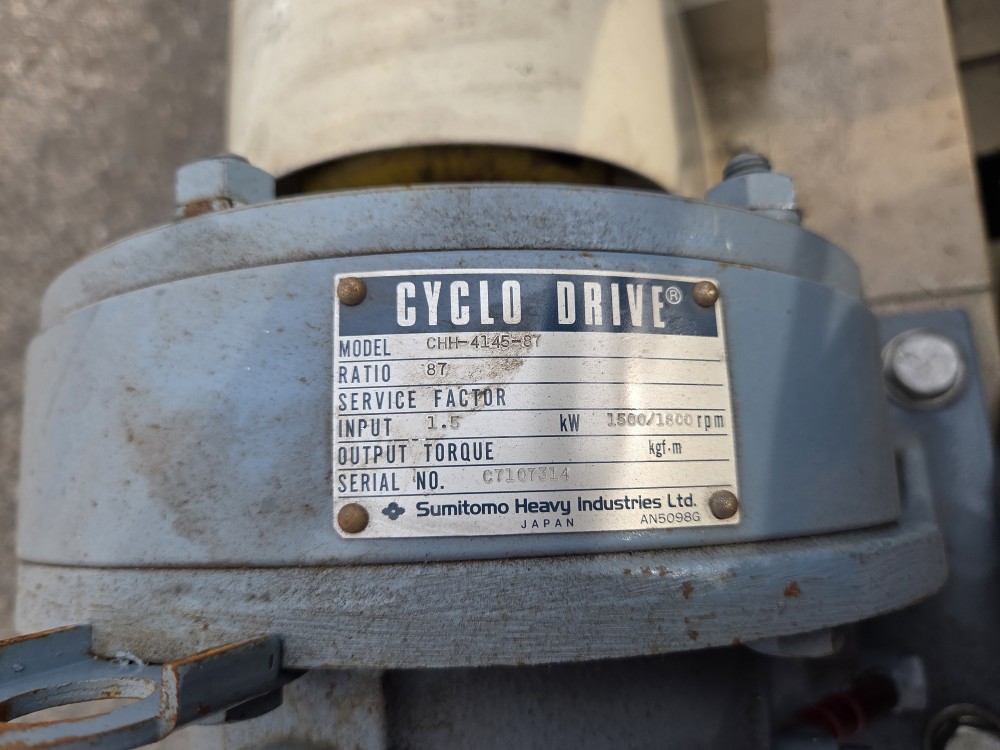 CYCLO DRIVE®
MODEL CHH-4145-87
RATIO 87
SERVICE FACTOR
INPUT 1.5 kW 1500/1800 rpm
OUTPUT TORQUE kgf·m
SERIAL NO. C7107314
Sumitomo Heavy Industries Ltd.
JAPAN AN5098G